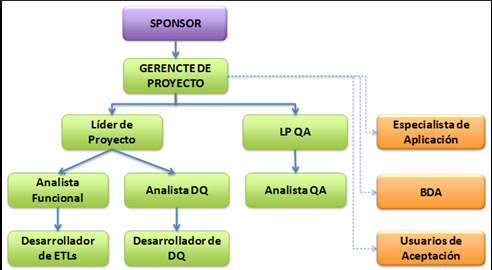 SPONSOR
GERENCTE DE
PROYECTO
Líder de
Proyecto
LP QA
Especialista de
Aplicación
Analista
Funcional
Analista DQ
Analista QA
BDA
Desarrollador
de ETLs
Desarrollador de
DQ
Usuarios de
Aceptación